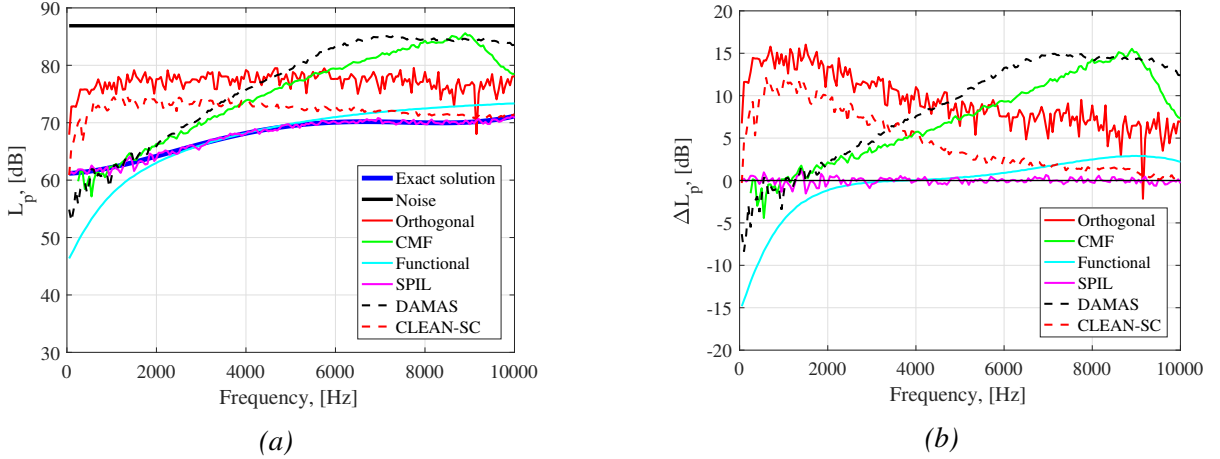 90
80
70
60
50
40
30
L_p, [dB]
0
2000
4000
6000
8000
10000
Frequency, [Hz]
Exact solution
Noise
Orthogonal
CMF
Functional
SPIL
DAMAS
CLEAN-SC
(a)
20
15
10
5
0
-5
-10
-15
-20
ΔL_p, [dB]
0
2000
4000
6000
8000
10000
Frequency, [Hz]
Orthogonal
CMF
Functional
SPIL
DAMAS
CLEAN-SC
(b)